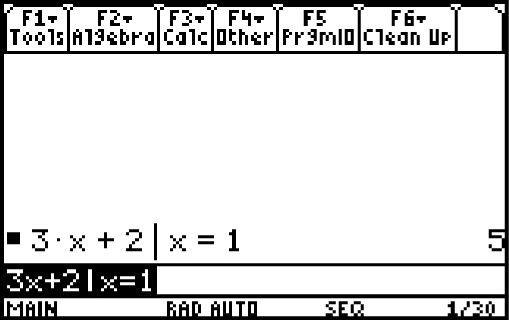 F1▾ F2▾ F3▾ F4▾ F5 F6▾
Tools Algebra Calc Other PrgmIO Clean Up
■ 3·x + 2 | x = 1 5
3x+2|x=1
MAIN RAD AUTO SEQ 1/30